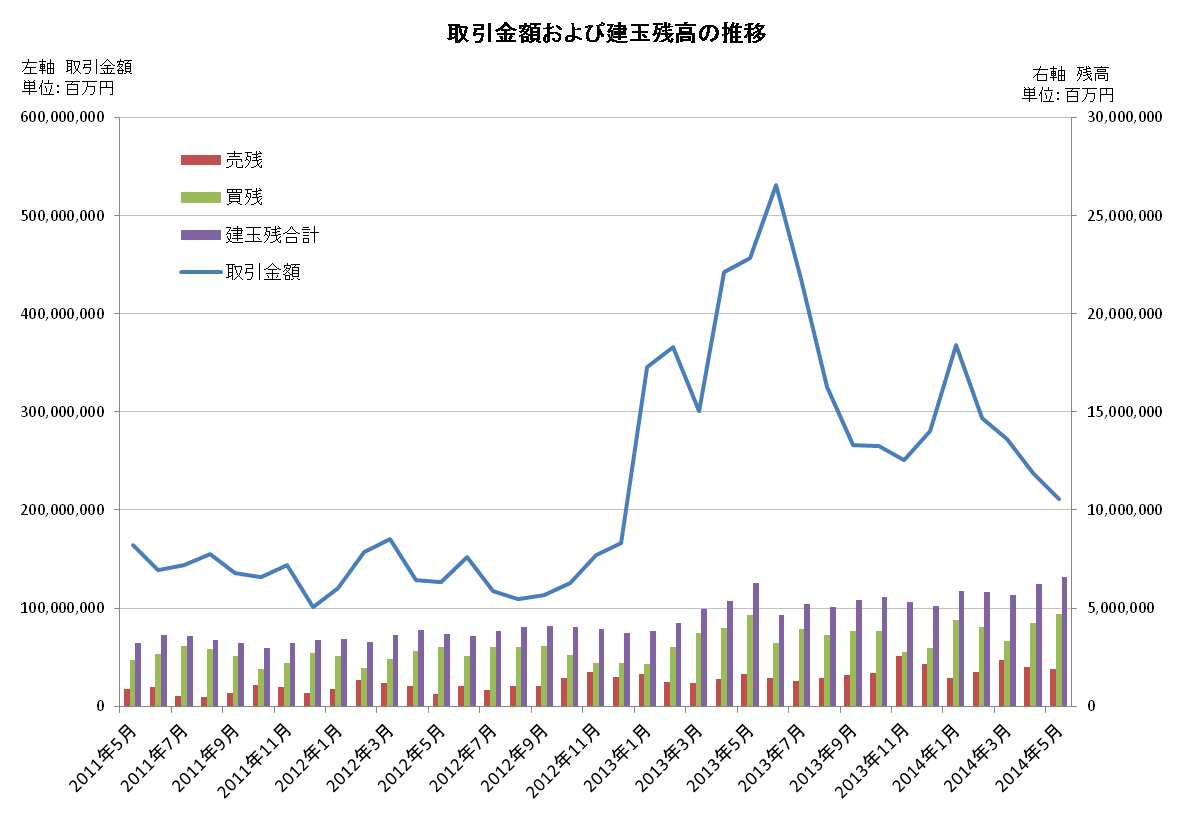 取引金額および建玉残高の推移
左軸 取引金額
単位：百万円
右軸 残高
単位：百万円
600,000,000
500,000,000
400,000,000
300,000,000
200,000,000
100,000,000
0
30,000,000
25,000,000
20,000,000
15,000,000
10,000,000
5,000,000
0
売残
買残
建玉残合計
取引金額
2011年5月
2011年7月
2011年9月
2011年11月
2012年1月
2012年3月
2012年5月
2012年7月
2012年9月
2012年11月
2013年1月
2013年3月
2013年5月
2013年7月
2013年9月
2013年11月
2014年1月
2014年3月
2014年5月